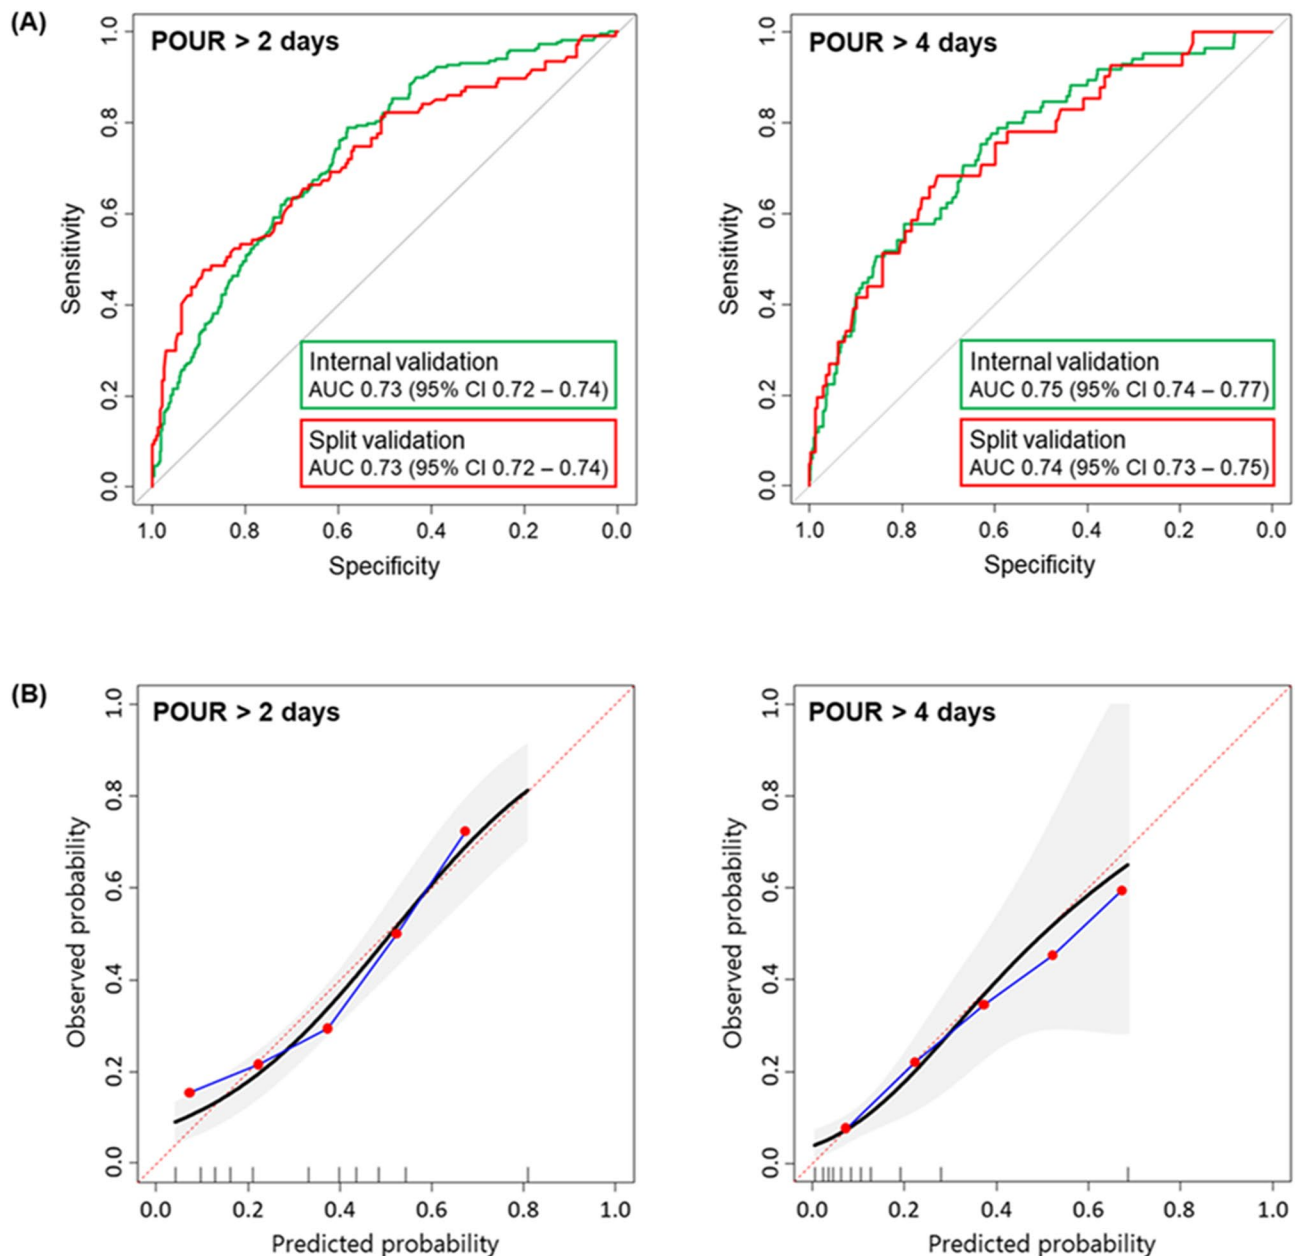 (A)
POUR > 2 days
Sensitivity
1.0
0.8
0.6
0.4
0.2
0.0
Internal validation
AUC 0.73 (95% CI 0.72 – 0.74)
Split validation
AUC 0.73 (95% CI 0.72 – 0.74)
1.0 0.8 0.6 0.4 0.2 0.0
Specificity
POUR > 4 days
Sensitivity
1.0
0.8
0.6
0.4
0.2
0.0
Internal validation
AUC 0.75 (95% CI 0.74 – 0.77)
Split validation
AUC 0.74 (95% CI 0.73 – 0.75)
1.0 0.8 0.6 0.4 0.2 0.0
Specificity
(B)
POUR > 2 days
Observed probability
1.0
0.8
0.6
0.4
0.2
0.0
0.0 0.2 0.4 0.6 0.8 1.0
Predicted probability
POUR > 4 days
Observed probability
1.0
0.8
0.6
0.4
0.2
0.0
0.0 0.2 0.4 0.6 0.8 1.0
Predicted probability